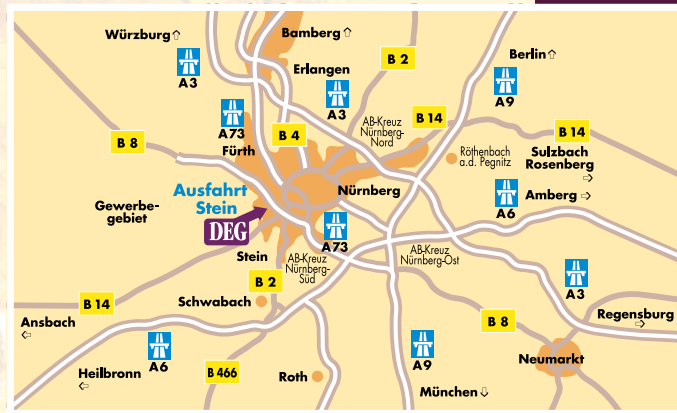 Würzburg ⇧
Bamberg ⇧
Berlin ⇧
A3
Erlangen
B 2
A3
A9
A73
B 8
Fürth
B 4
AB-Kreuz
Nürnberg-
Nord
B 14
B 14
Röthenbach
a.d. Pegnitz
Sulzbach
Rosenberg
⇨
Ausfahrt
Stein
Nürnberg
Amberg ⇨
A6
Gewerbe-
gebiet
DEG
A73
Stein
AB-Kreuz
Nürnberg-
Süd
AB-Kreuz
Nürnberg-Ost
B 2
A3
B 14
Schwabach
Ansbach
⇦
B 8
Regensburg
⇨
A6
A9
Neumarkt
Heilbronn
⇦
B 466
Roth
München ⇩